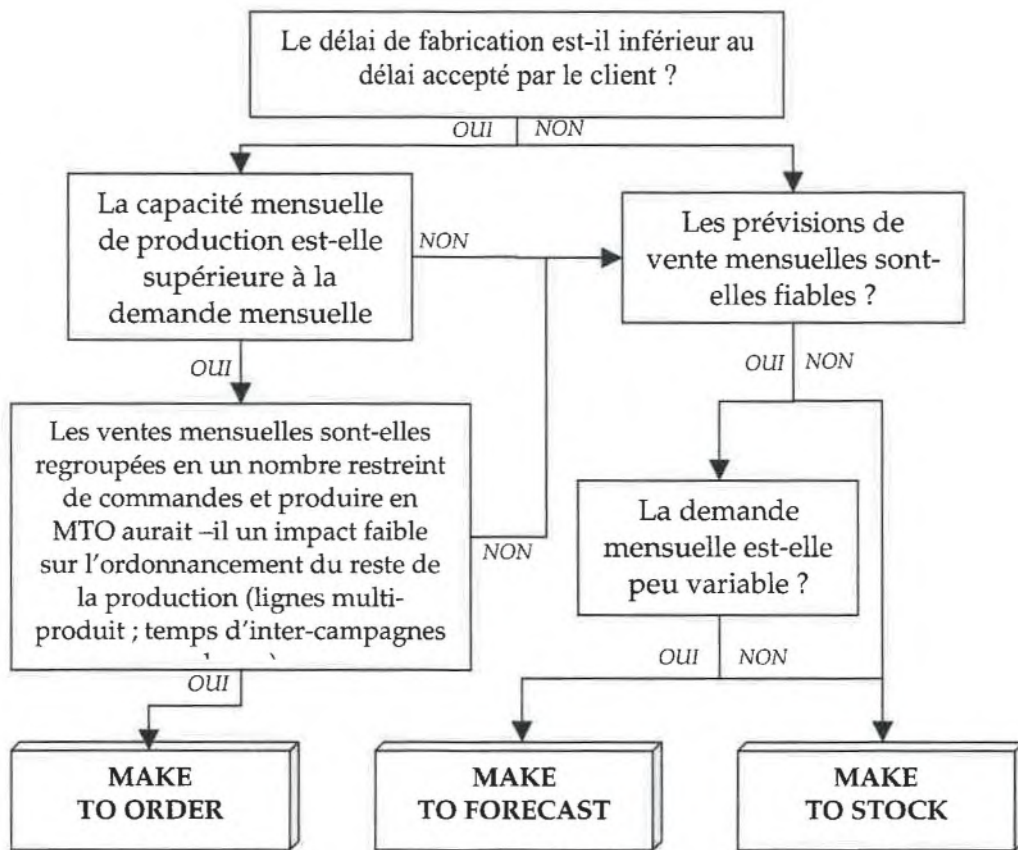 Le délai de fabrication est-il inférieur au
délai accepté par le client ?
OUI NON
La capacité mensuelle
de production est-elle
supérieure à la
demande mensuelle
NON
Les prévisions de
vente mensuelles sont-
elles fiables ?
OUI
OUI NON
Les ventes mensuelles sont-elles
regroupées en un nombre restreint
de commandes et produire en
MTO aurait –il un impact faible
sur l'ordonnancement du reste de
la production (lignes multi-
produit ; temps d'inter-campagnes
NON
La demande
mensuelle est-elle
peu variable ?
OUI
OUI NON
MAKE
TO ORDER
MAKE
TO FORECAST
MAKE
TO STOCK